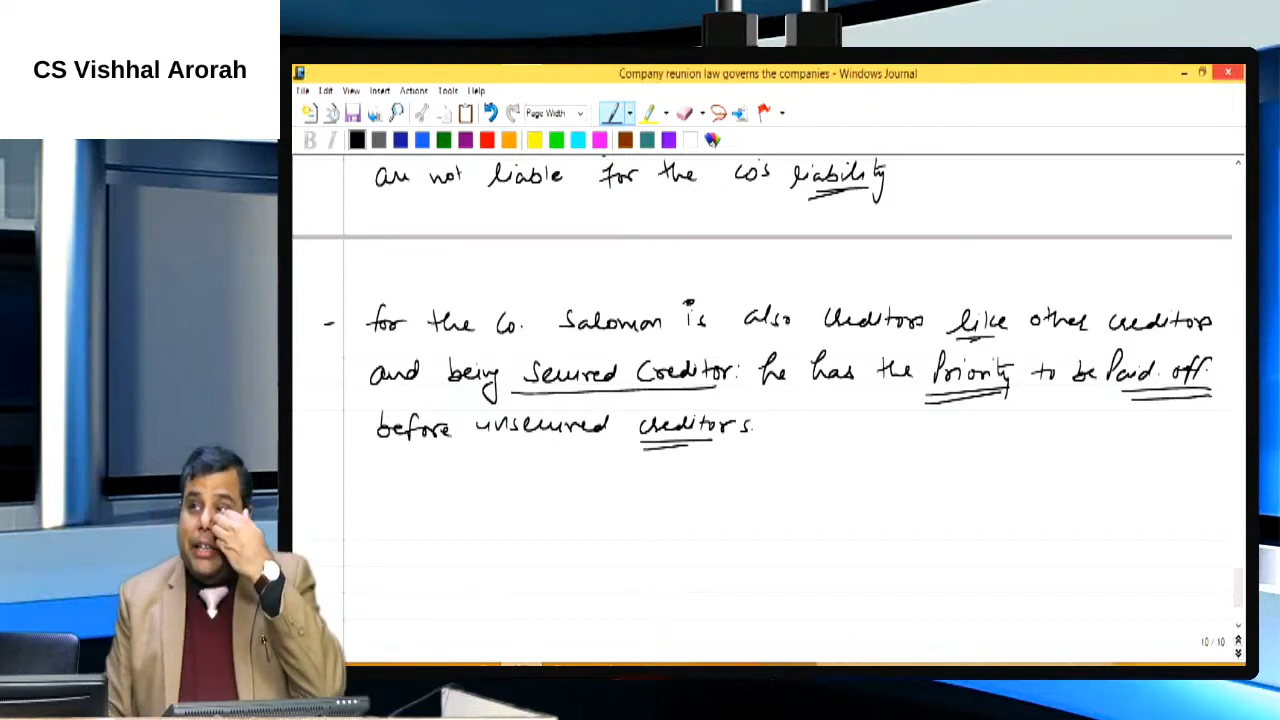 CS Vishhal Arorah
Company reunion law governs the companies - Windows Journal
File Edit View Insert Actions Tools Help
Page Width
B I
are not liable for the co's liability
- for the Co. Salomon is also creditors like other creditors
and being secured Creditor: he has the Priority to be Paid off.
before unsecured creditors.
10 / 10